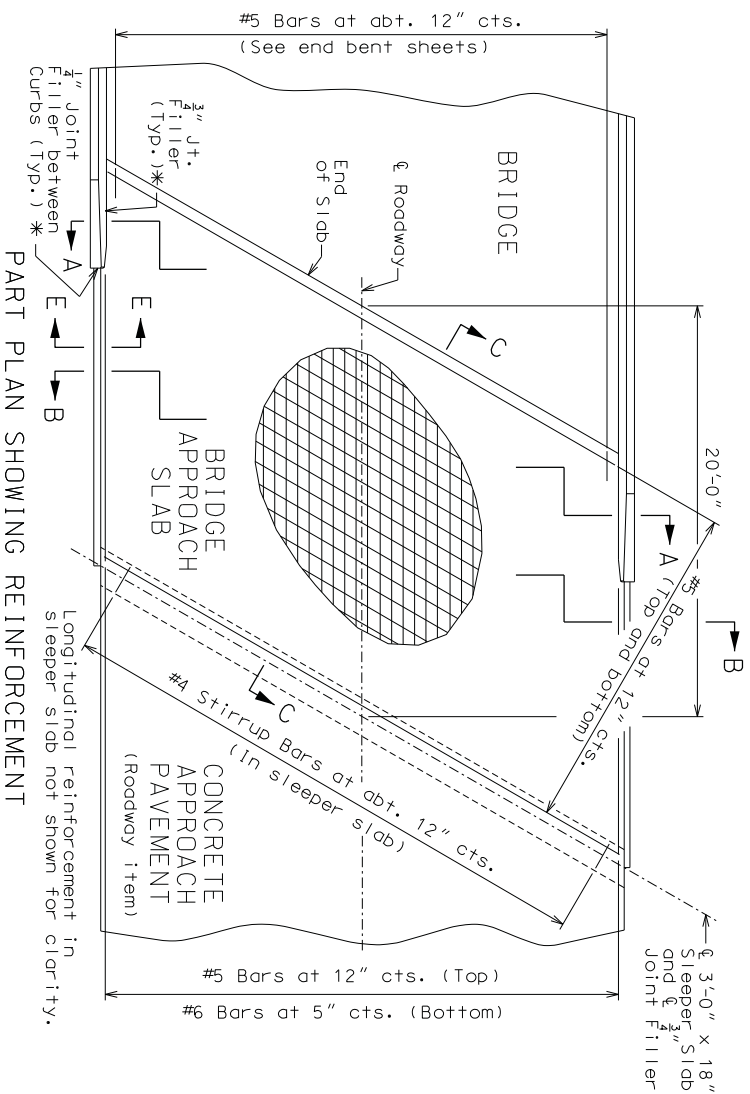 #5 Bars at abt. 12" cts.
(See end bent sheets)
BRIDGE
℄ Roadway
End
of Slab
3/4" Jt.
Filler
(Typ.)*
1/4" Joint
Filler between
Curbs (Typ.) *
A
A
B
B
C
C
E
E
20'-0"
#5 Bars at 12" cts.
(Top and bottom)
BRIDGE
APPROACH
SLAB
#4 Stirrup Bars at abt. 12" cts.
(In sleeper slab)
CONCRETE
APPROACH
PAVEMENT
(Roadway item)
℄ 3'-0" x 18"
Sleeper Slab
and ℄ 3/4"
Joint Filler
#5 Bars at 12" cts. (Top)
#6 Bars at 5" cts. (Bottom)
Longitudinal reinforcement in
sleeper slab not shown for clarity.
PART PLAN SHOWING REINFORCEMENT